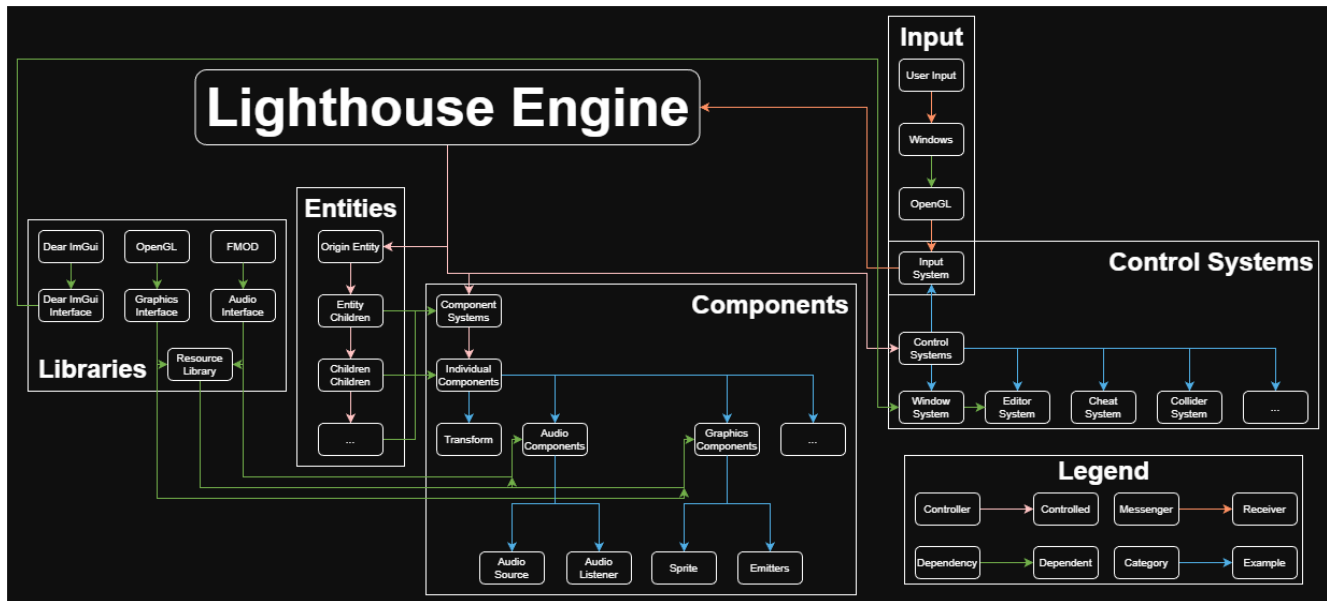 Lighthouse Engine
Input
User Input
Windows
OpenGL
Input
System
Control Systems
Control
Systems
Window
System
Editor
System
Cheat
System
Collider
System
...
Entities
Origin Entity
Entity
Children
Children
Children
...
Dear ImGui
OpenGL
FMOD
Dear ImGui
Interface
Graphics
Interface
Audio
Interface
Resource
Library
Libraries
Components
Component
Systems
Individual
Components
Transform
Audio
Components
Graphics
Components
...
Audio
Source
Audio
Listener
Sprite
Emitters
Legend
Controller
Controlled
Messenger
Receiver
Dependency
Dependent
Category
Example